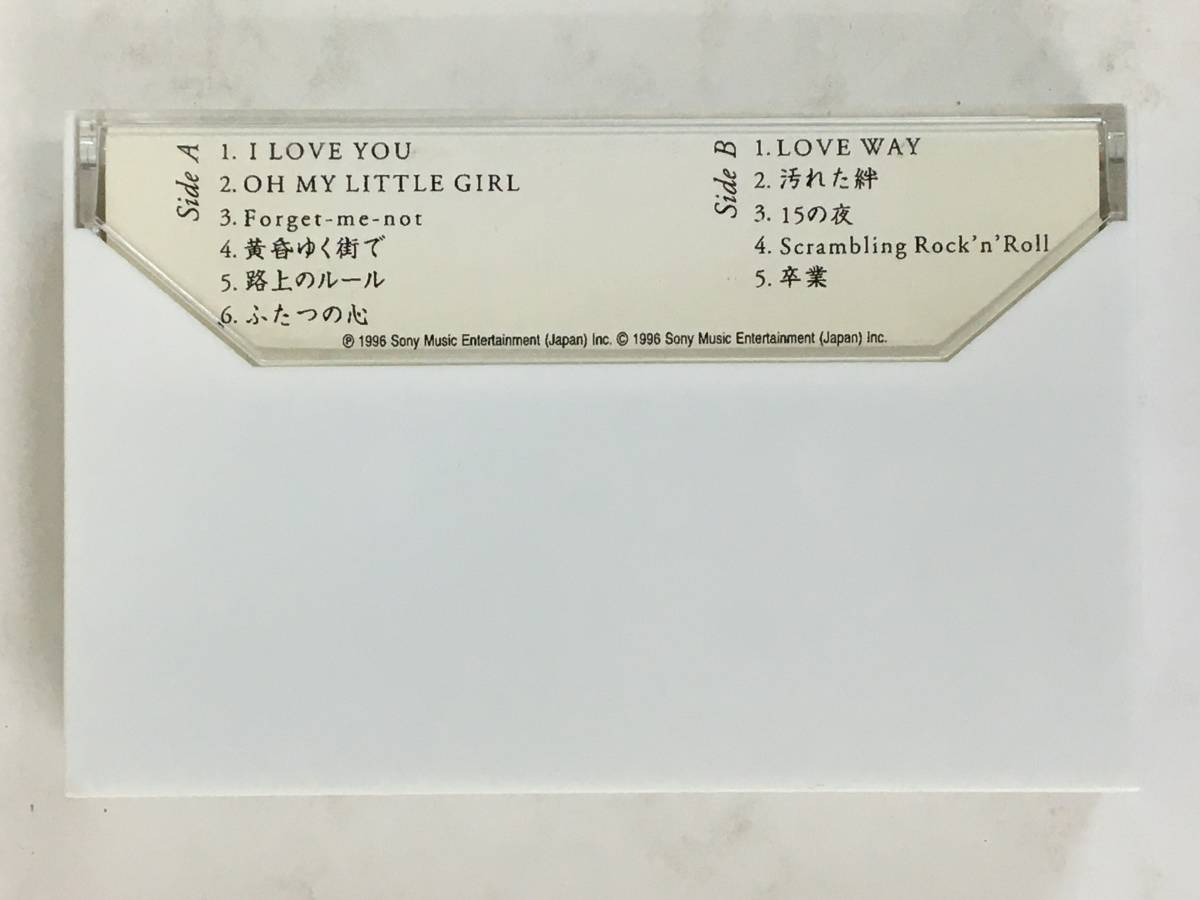 Side A
1. I LOVE YOU
2. OH MY LITTLE GIRL
3. Forget-me-not
4. 黄昏ゆく街で
5. 路上のルール
6. ふたつの心
Side B
1. LOVE WAY
2. 汚れた絆
3. 15の夜
4. Scrambling Rock'n'Roll
5. 卒業
℗ 1996 Sony Music Entertainment (Japan) Inc. © 1996 Sony Music Entertainment (Japan) Inc.